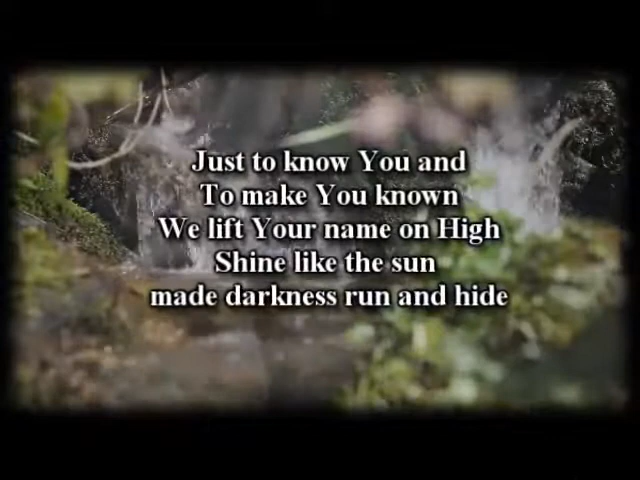 Just to know You and
To make You known
We lift Your name on High
Shine like the sun
made darkness run and hide